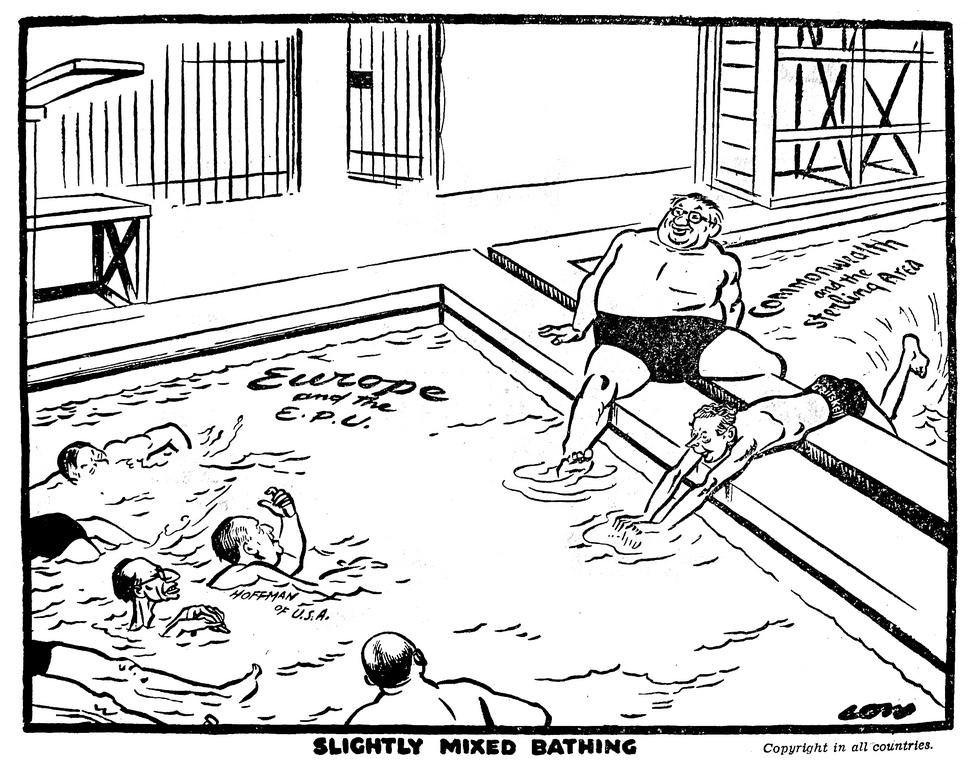 Commonwealth
and the
Sterling Area
Europe
and the
E.P.U.
HOFFMAN
OF U.S.A.
LOW
SLIGHTLY MIXED BATHING
Copyright in all countries.